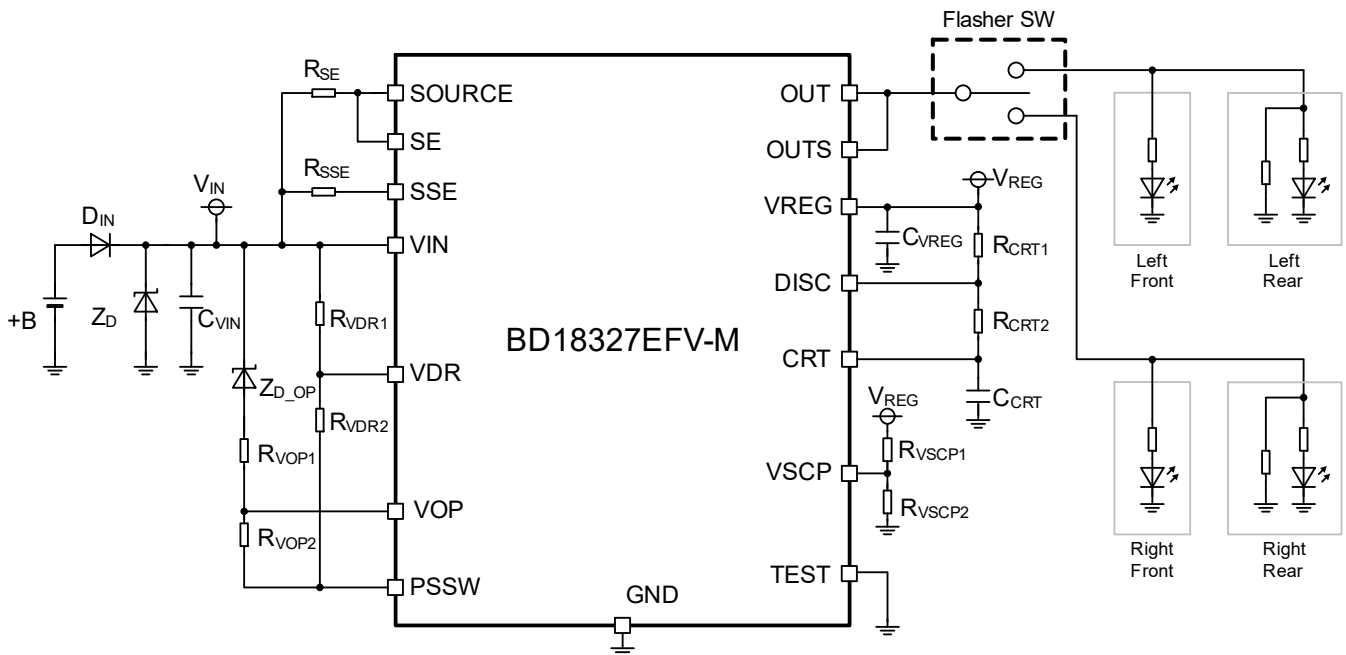 Flasher SW
RSE
SOURCE
OUT
SE
OUTS
RSSE
SSE
VREG
VREG
VIN
DIN
VIN
CVREG
RCRT1
Left
Front
Left
Rear
DISC
+B
ZD
CVIN
RVDR1
BD18327EFV-M
RCRT2
VDR
CRT
ZD_OP
VREG
CCRT
RVDR2
RVOP1
RVSCP1
VSCP
VOP
RVSCP2
RVOP2
Right
Front
Right
Rear
TEST
PSSW
GND